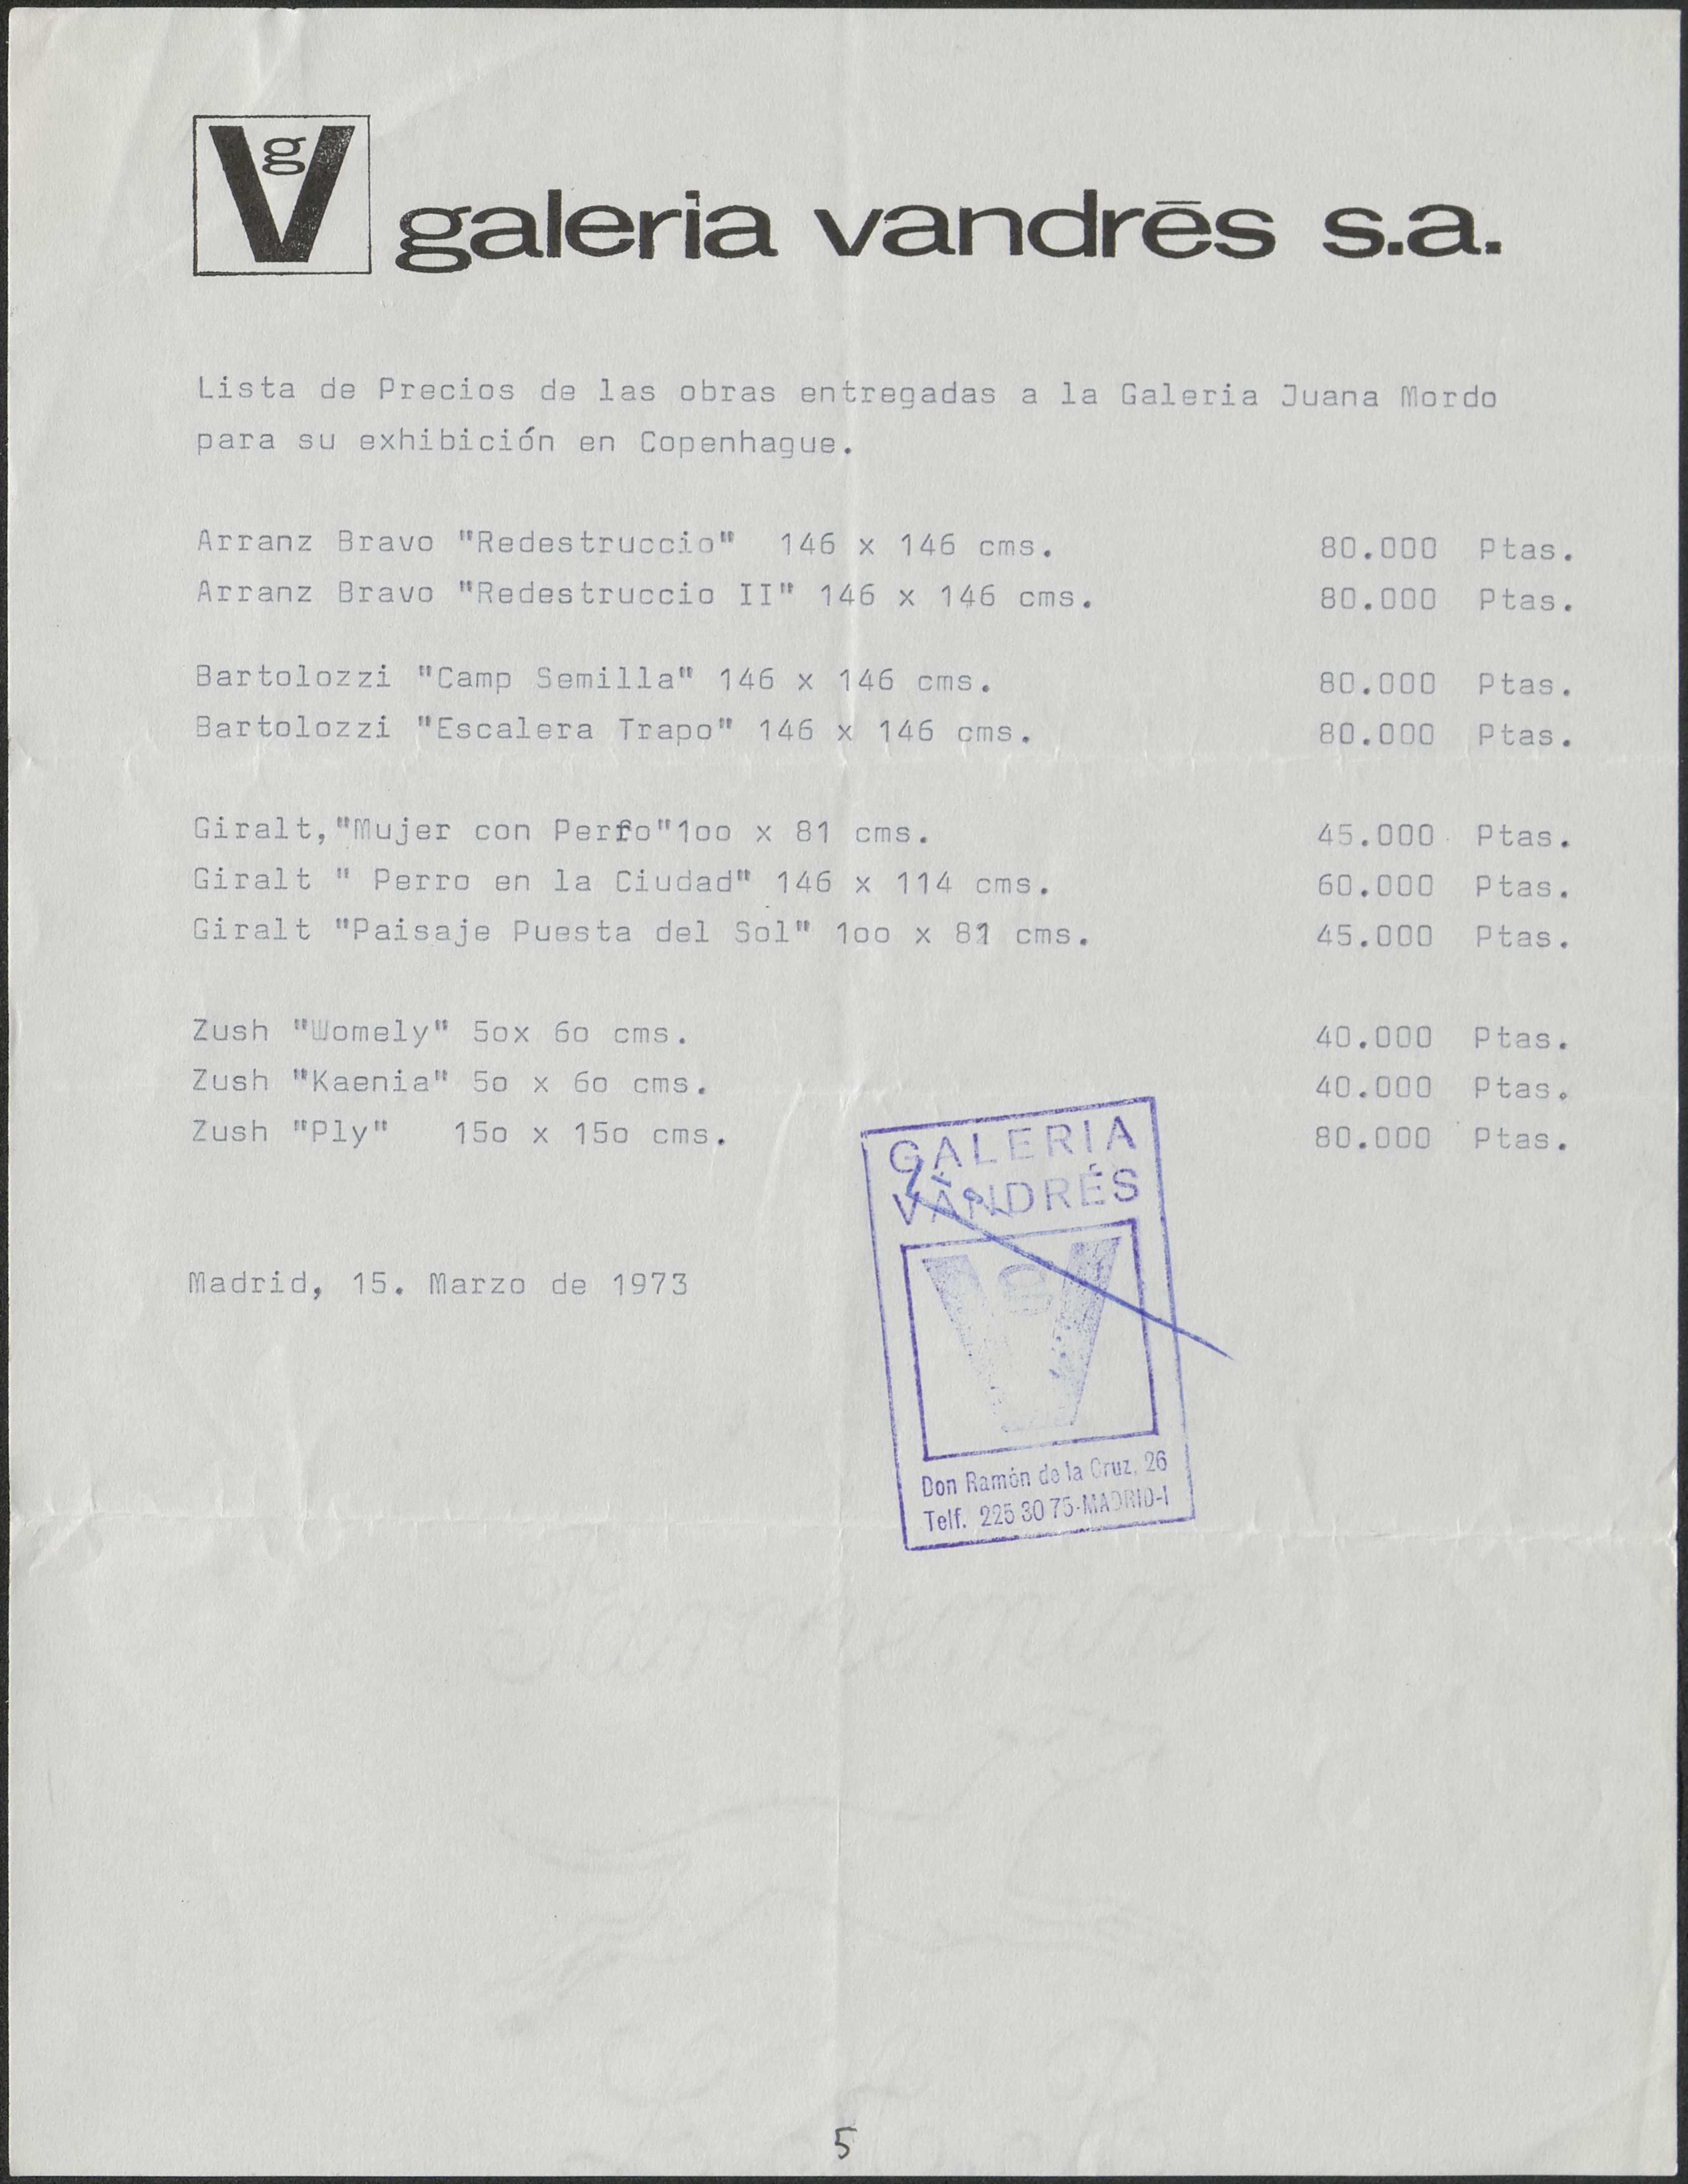 Vg
galeria vandrēs s.a.
Lista de Precios de las obras entregadas a la Galeria Juana Mordo
para su exhibición en Copenhague.
Arranz Bravo "Redestruccio" 146 x 146 cms. 80.000 Ptas.
Arranz Bravo "Redestruccio II" 146 x 146 cms. 80.000 Ptas.
Bartolozzi "Camp Semilla" 146 x 146 cms. 80.000 Ptas.
Bartolozzi "Escalera Trapo" 146 x 146 cms. 80.000 Ptas.
Giralt,"Mujer con Perro"1oo x 81 cms. 45.000 Ptas.
Giralt " Perro en la Ciudad" 146 x 114 cms. 60.000 Ptas.
Giralt "Paisaje Puesta del Sol" 1oo x 81 cms. 45.000 Ptas.
Zush "Womely" 5ox 6o cms. 40.000 Ptas.
Zush "Kaenia" 5o x 6o cms. 40.000 Ptas.
Zush "Ply" 15o x 15o cms. 80.000 Ptas.
GALERIA
VANDRÉS
Madrid, 15. Marzo de 1973
Vg
Don Ramón de la Cruz, 26
Telf. 225 30 75-MADRID-1
5